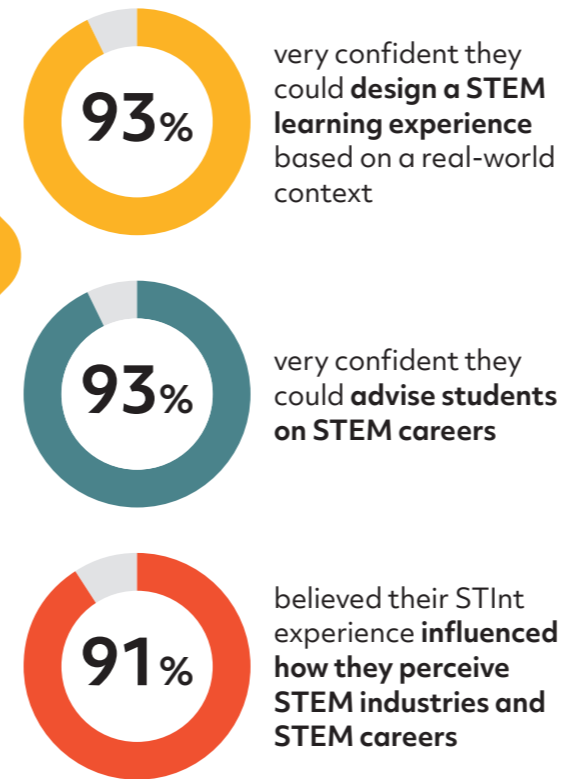 93%
very confident they
could design a STEM
learning experience
based on a real-world
context
93%
very confident they
could advise students
on STEM careers
91%
believed their STInt
experience influenced
how they perceive
STEM industries and
STEM careers